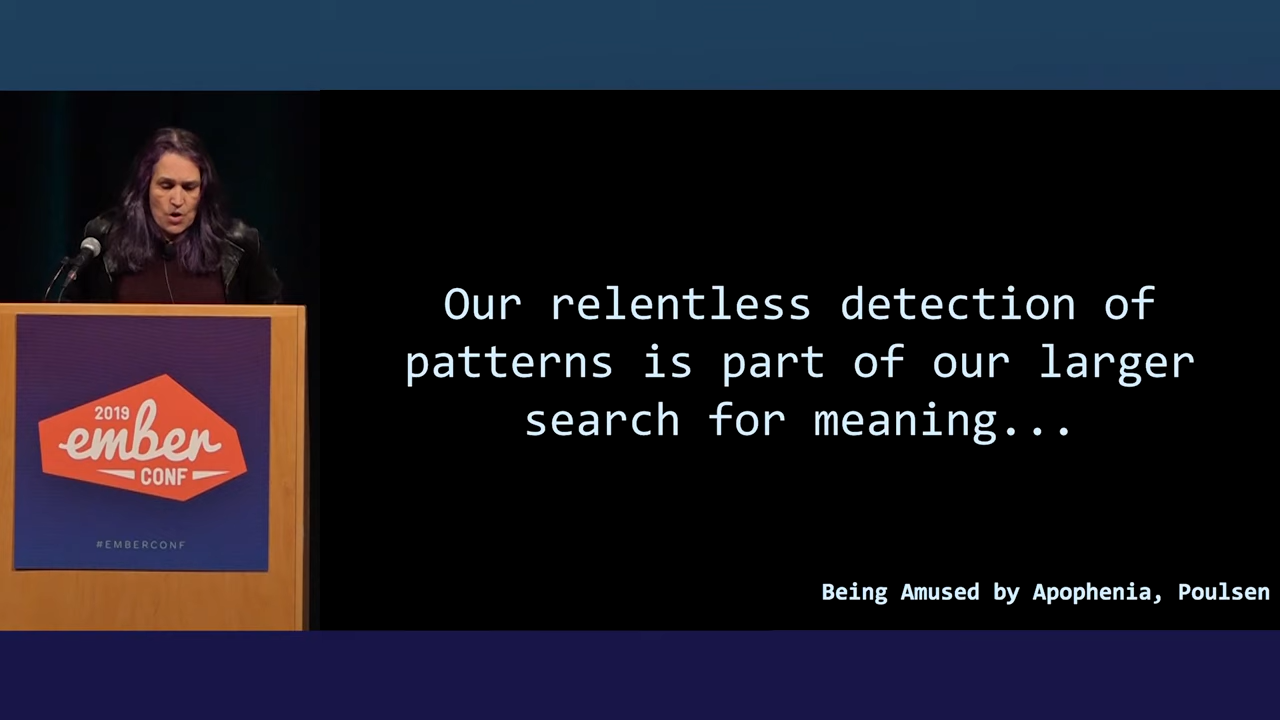 2019
ember
CONF
#EMBERCONF
Our relentless detection of
patterns is part of our larger
search for meaning...
Being Amused by Apophenia, Poulsen